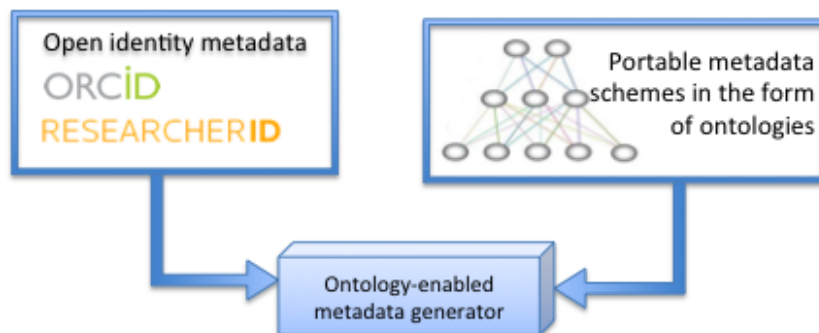 Open identity metadata
ORCiD
RESEARCHERID
Portable metadata
schemes in the form
of ontologies
Ontology-enabled
metadata generator